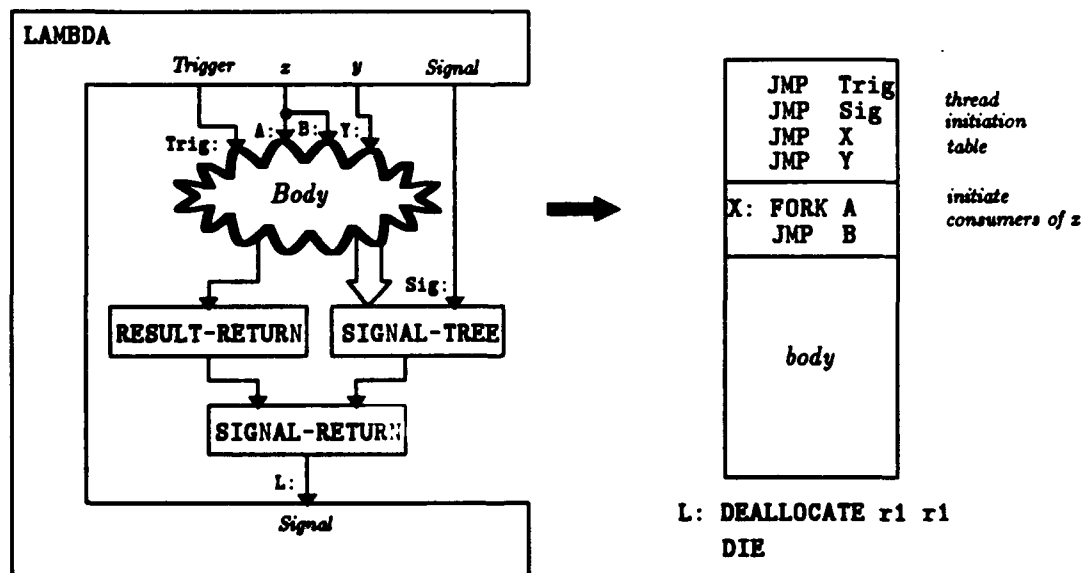 LAMBDA
Trigger x y Signal
Trig: A: B: Y:
Body
Sig:
RESULT-RETURN SIGNAL-TREE
SIGNAL-RETURN
L:
Signal
JMP Trig
JMP Sig
JMP X
JMP Y
thread
initiation
table
X: FORK A
JMP B
initiate
consumers of x
body
L: DEALLOCATE r1 r1
DIE